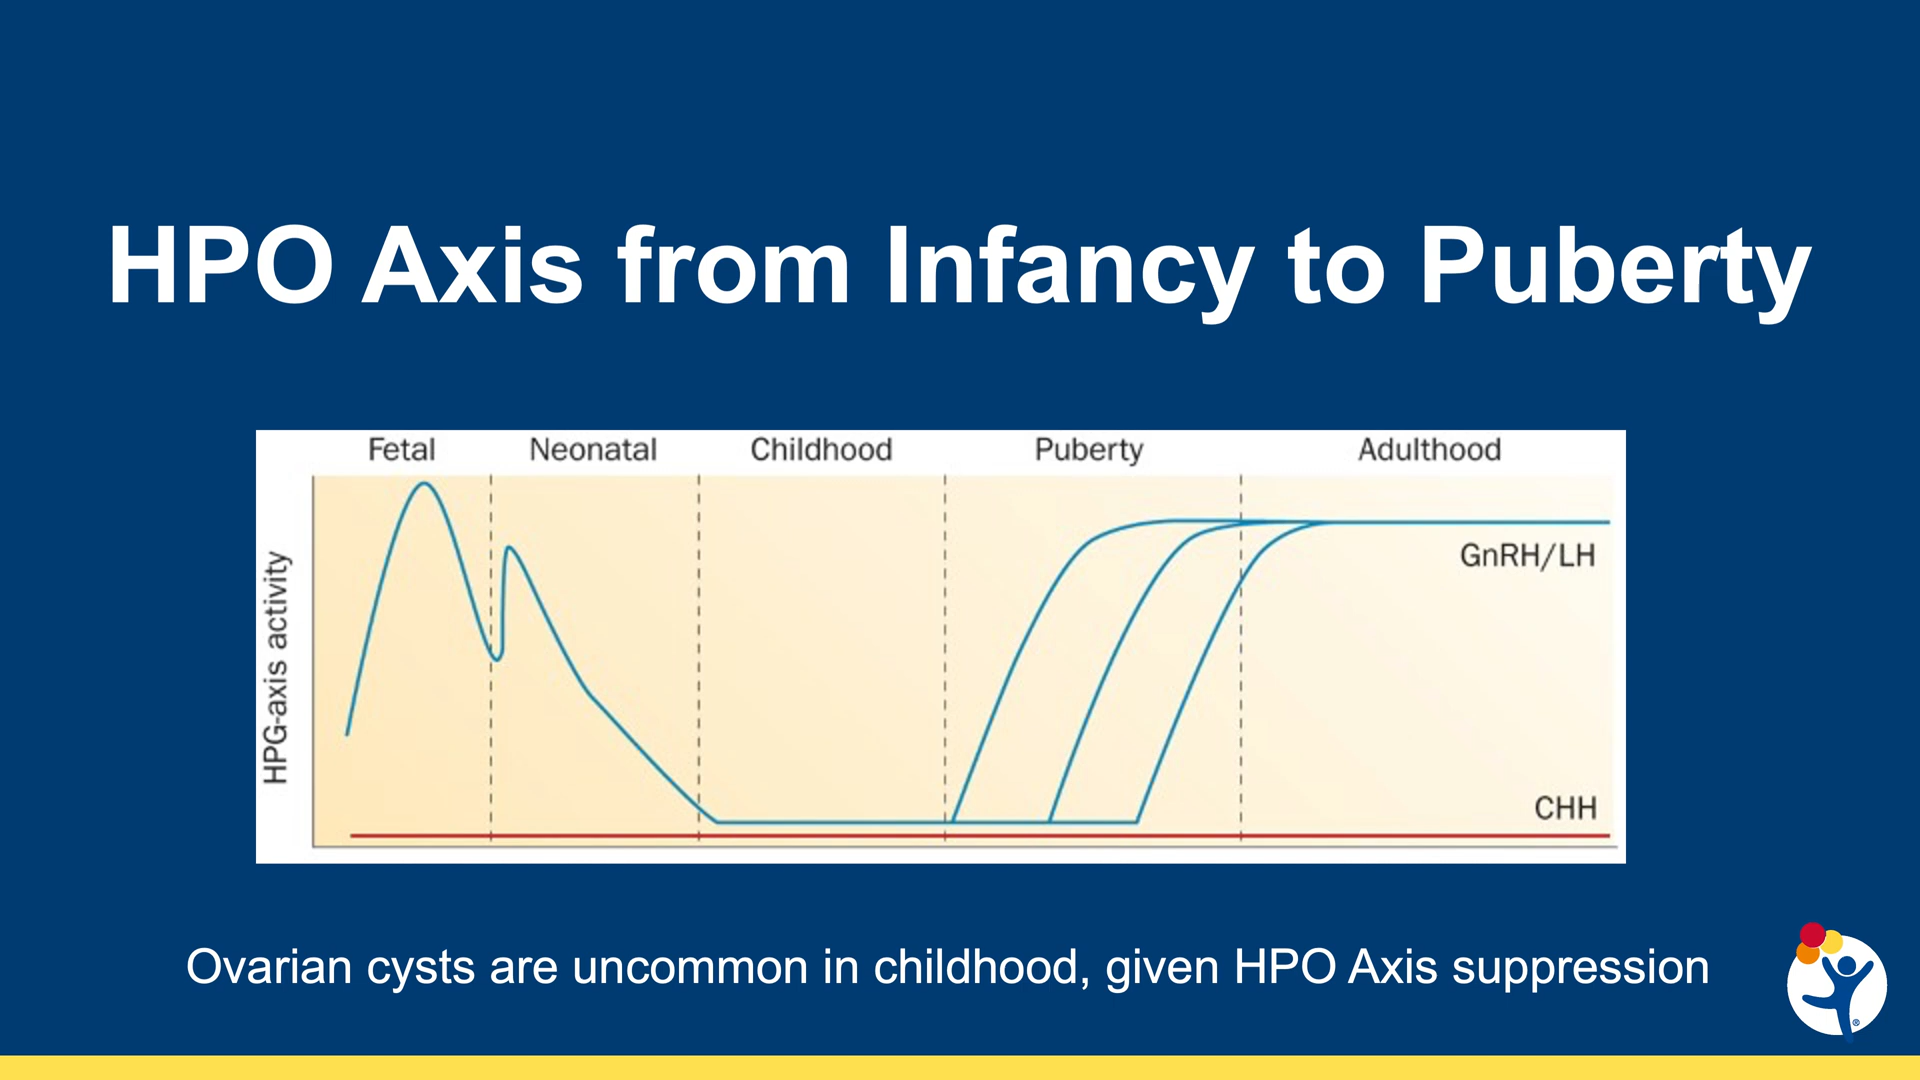 HPO Axis from Infancy to Puberty
Fetal
Neonatal
Childhood
Puberty
Adulthood
HPG-axis activity
GnRH/LH
CHH
Ovarian cysts are uncommon in childhood, given HPO Axis suppression
®